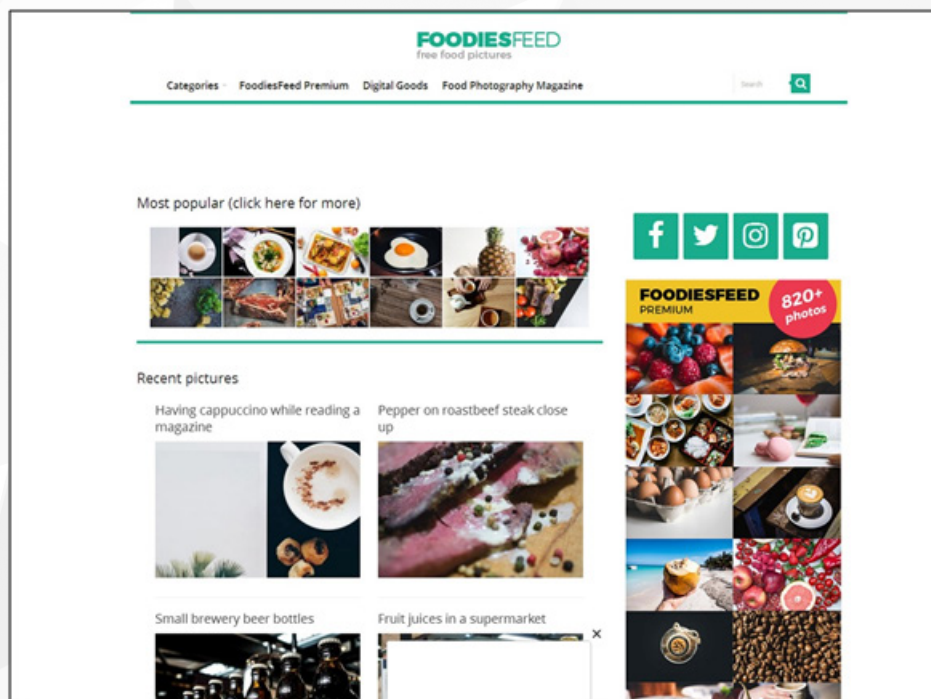 FOODIESFEED
free food pictures
Categories FoodiesFeed Premium Digital Goods Food Photography Magazine
Search
Most popular (click here for more)
FOODIESFEED
PREMIUM
820+
photos
Recent pictures
Having cappuccino while reading a
magazine
Pepper on roastbeef steak close
up
Small brewery beer bottles
Fruit juices in a supermarket